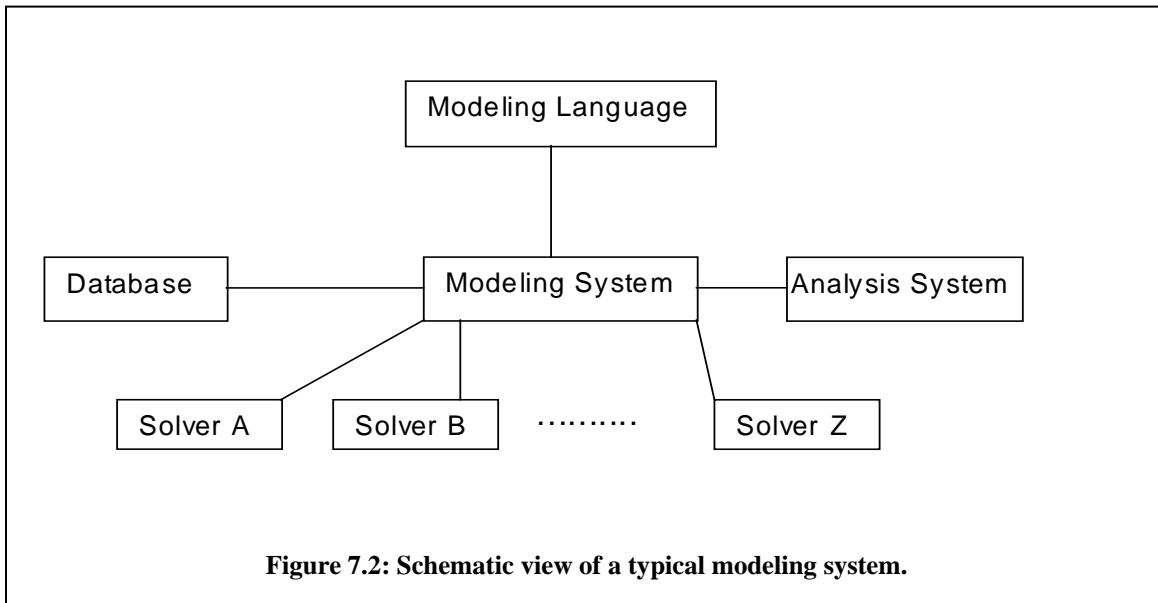 Modeling Language
Database
Modeling System
Analysis System
Solver A
Solver B
..........
Solver Z
Figure 7.2: Schematic view of a typical modeling system.